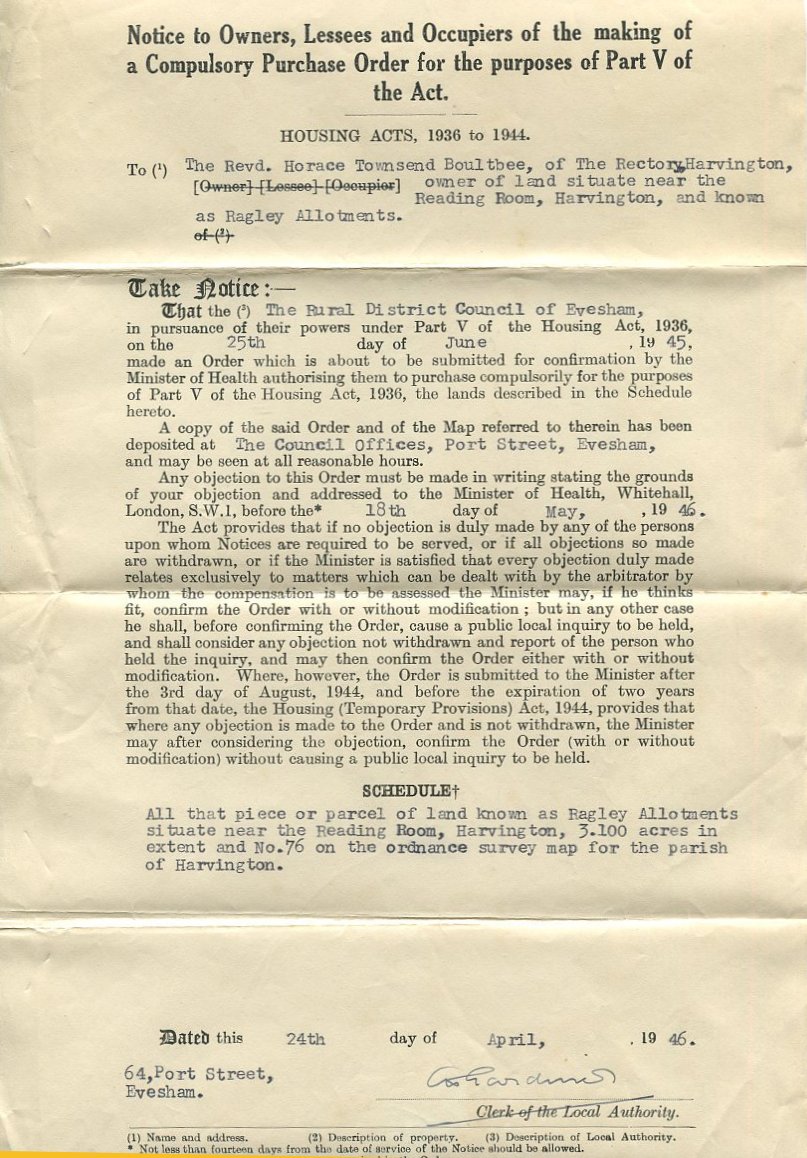 Notice to Owners, Lessees and Occupiers of the making of
a Compulsory Purchase Order for the purposes of Part V of
the Act.
HOUSING ACTS, 1936 to 1944.
To (1) The Revd. Horace Townsend Boultbee, of The Rectory,Harvington,
[Owner] [Lessee] [Occupier] owner of land situate near the
Reading Room, Harvington, and known
as Ragley Allotments.
of (2)
Take Notice:—
That the (3) The Rural District Council of Evesham,
in pursuance of their powers under Part V of the Housing Act, 1936,
on the 25th day of June , 19 45,
made an Order which is about to be submitted for confirmation by the
Minister of Health authorising them to purchase compulsorily for the purposes
of Part V of the Housing Act, 1936, the lands described in the Schedule
hereto.
A copy of the said Order and of the Map referred to therein has been
deposited at The Council Offices, Port Street, Evesham,
and may be seen at all reasonable hours.
Any objection to this Order must be made in writing stating the grounds
of your objection and addressed to the Minister of Health, Whitehall,
London, S.W.1, before the* 18th day of May, , 19 46.
The Act provides that if no objection is duly made by any of the persons
upon whom Notices are required to be served, or if all objections so made
are withdrawn, or if the Minister is satisfied that every objection duly made
relates exclusively to matters which can be dealt with by the arbitrator by
whom the compensation is to be assessed the Minister may, if he thinks
fit, confirm the Order with or without modification ; but in any other case
he shall, before confirming the Order, cause a public local inquiry to be held,
and shall consider any objection not withdrawn and report of the person who
held the inquiry, and may then confirm the Order either with or without
modification. Where, however, the Order is submitted to the Minister after
the 3rd day of August, 1944, and before the expiration of two years
from that date, the Housing (Temporary Provisions) Act, 1944, provides that
where any objection is made to the Order and is not withdrawn, the Minister
may after considering the objection, confirm the Order (with or without
modification) without causing a public local inquiry to be held.
SCHEDULE†
All that piece or parcel of land known as Ragley Allotments
situate near the Reading Room, Harvington, 3.100 acres in
extent and No.76 on the ordnance survey map for the parish
of Harvington.
Dated this 24th day of April, , 19 46.
64,Port Street,
Evesham.
Clerk of the Local Authority.
(1) Name and address. (2) Description of property. (3) Description of Local Authority.
* Not less than fourteen days from the date of service of the Notice should be allowed.